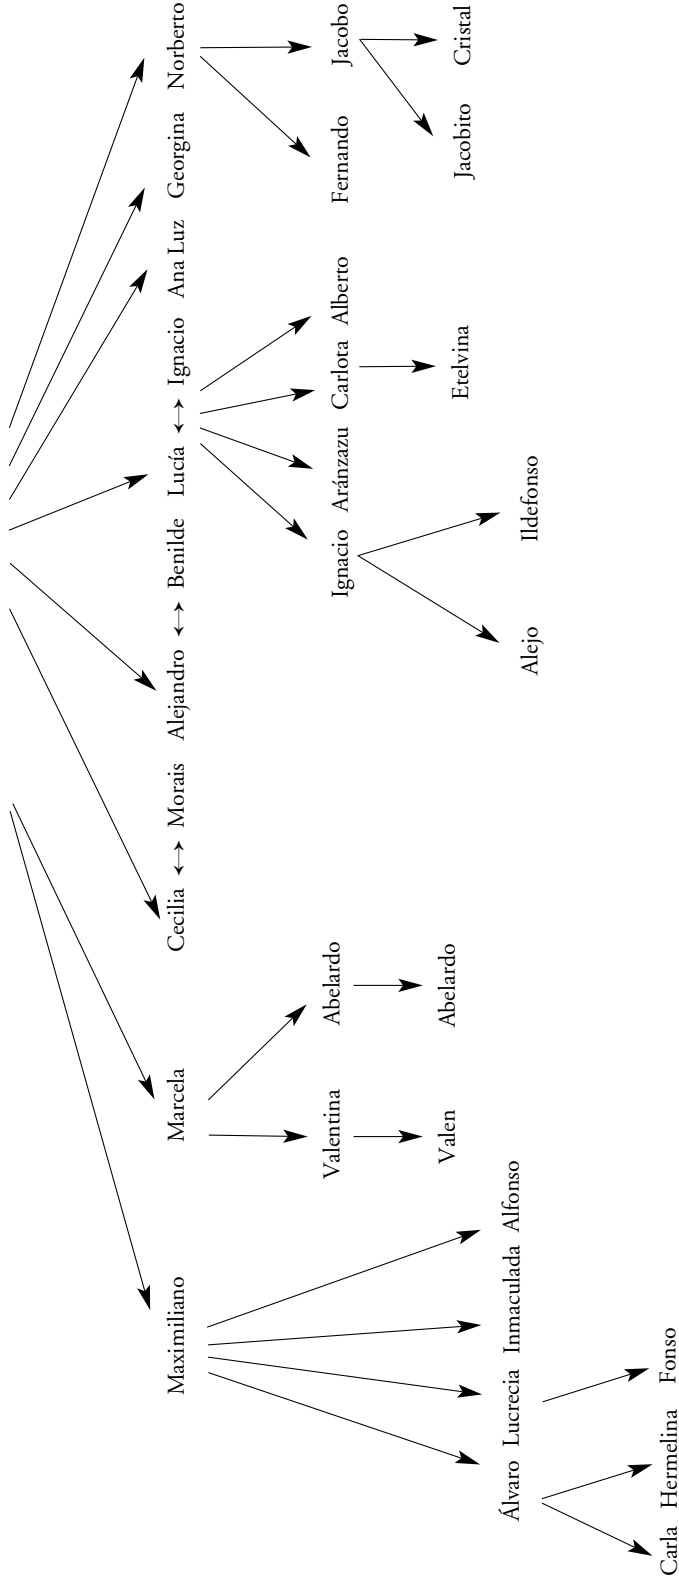 Maximiliano Marcela Cecilia ↔ Morais Alejandro ↔ Benilde Lucía ↔ Ignacio Ana Luz Georgina Norberto
Valentina Abelardo Ignacio Aránzazu Carlota Alberto Fernando Jacobo
Valen Abelardo Etelvina Jacobito Cristal
Álvaro Lucrecia Inmaculada Alfonso Alejo Ildefonso
Carla Hermelina Fonso